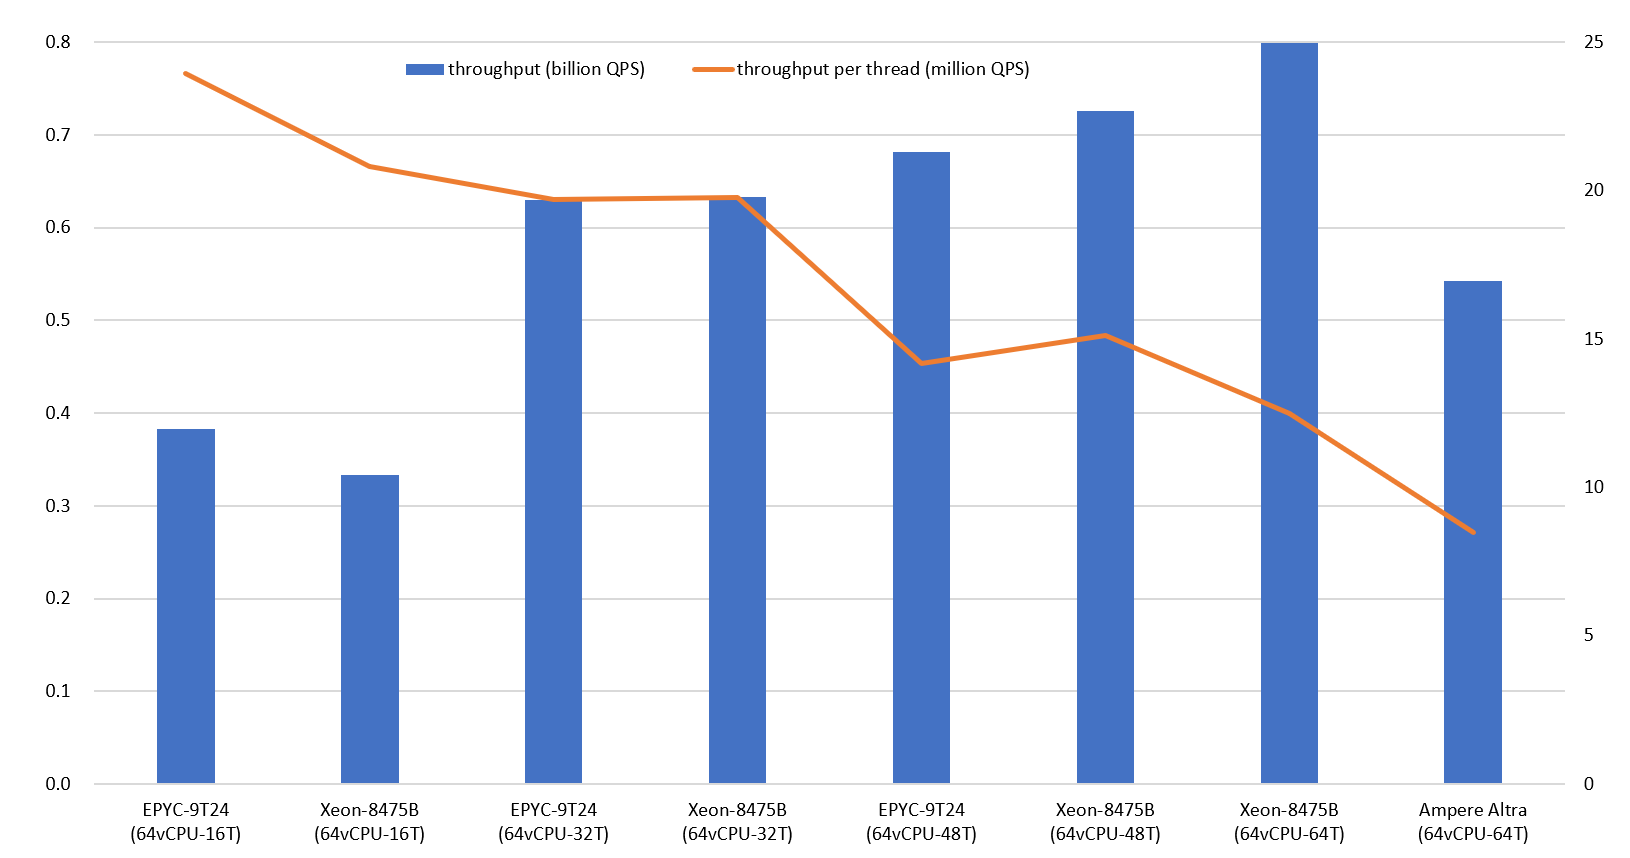 throughput (billion QPS)
throughput per thread (million QPS)
0.8
0.7
0.6
0.5
0.4
0.3
0.2
0.1
0.0
25
20
15
10
5
0
EPYC-9T24
(64vCPU-16T)
Xeon-8475B
(64vCPU-16T)
EPYC-9T24
(64vCPU-32T)
Xeon-8475B
(64vCPU-32T)
EPYC-9T24
(64vCPU-48T)
Xeon-8475B
(64vCPU-48T)
Xeon-8475B
(64vCPU-64T)
Ampere Altra
(64vCPU-64T)